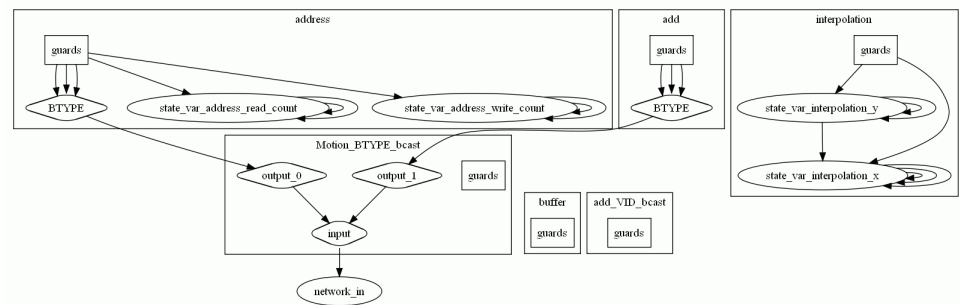 address
guards
BTYPE
state_var_address_read_count
state_var_address_write_count
add
guards
BTYPE
interpolation
guards
state_var_interpolation_y
state_var_interpolation_x
Motion_BTYPE_bcast
output_0
output_1
guards
input
buffer
guards
add_VID_bcast
guards
network_in